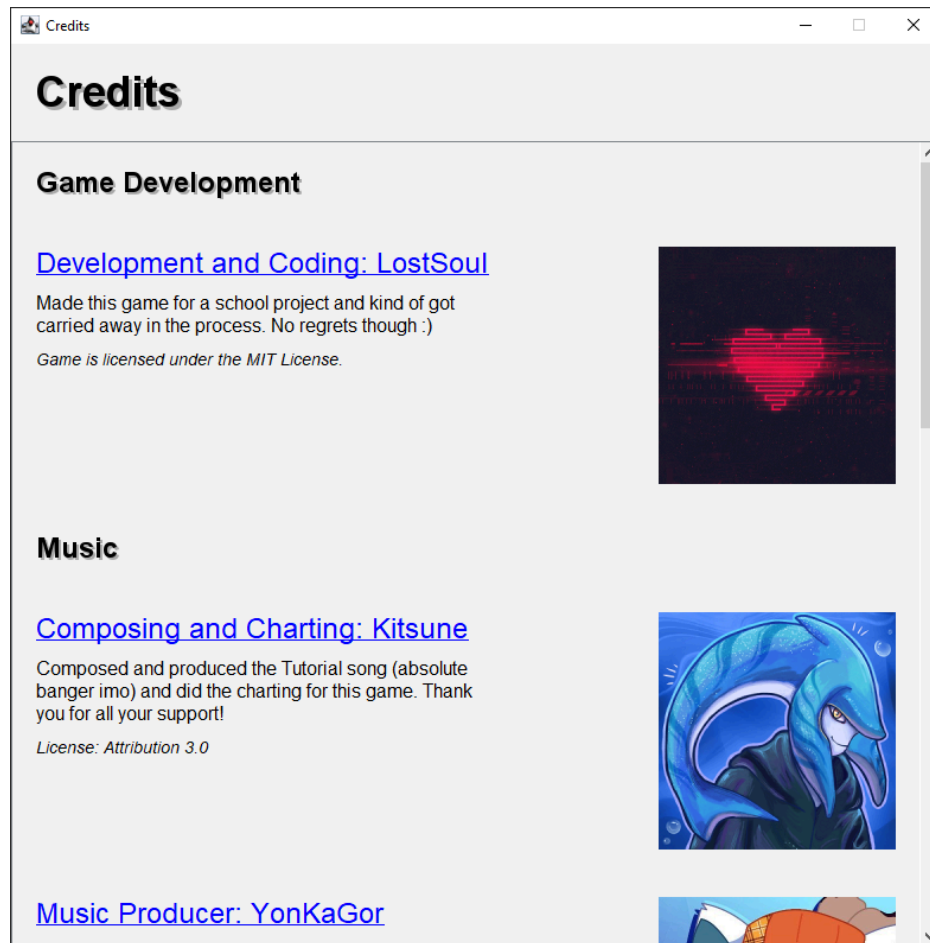 Credits
Credits
Game Development
Development and Coding: LostSoul
Made this game for a school project and kind of got
carried away in the process. No regrets though :)
Game is licensed under the MIT License.
Music
Composing and Charting: Kitsune
Composed and produced the Tutorial song (absolute
banger imo) and did the charting for this game. Thank
you for all your support!
License: Attribution 3.0
Music Producer: YonKaGor